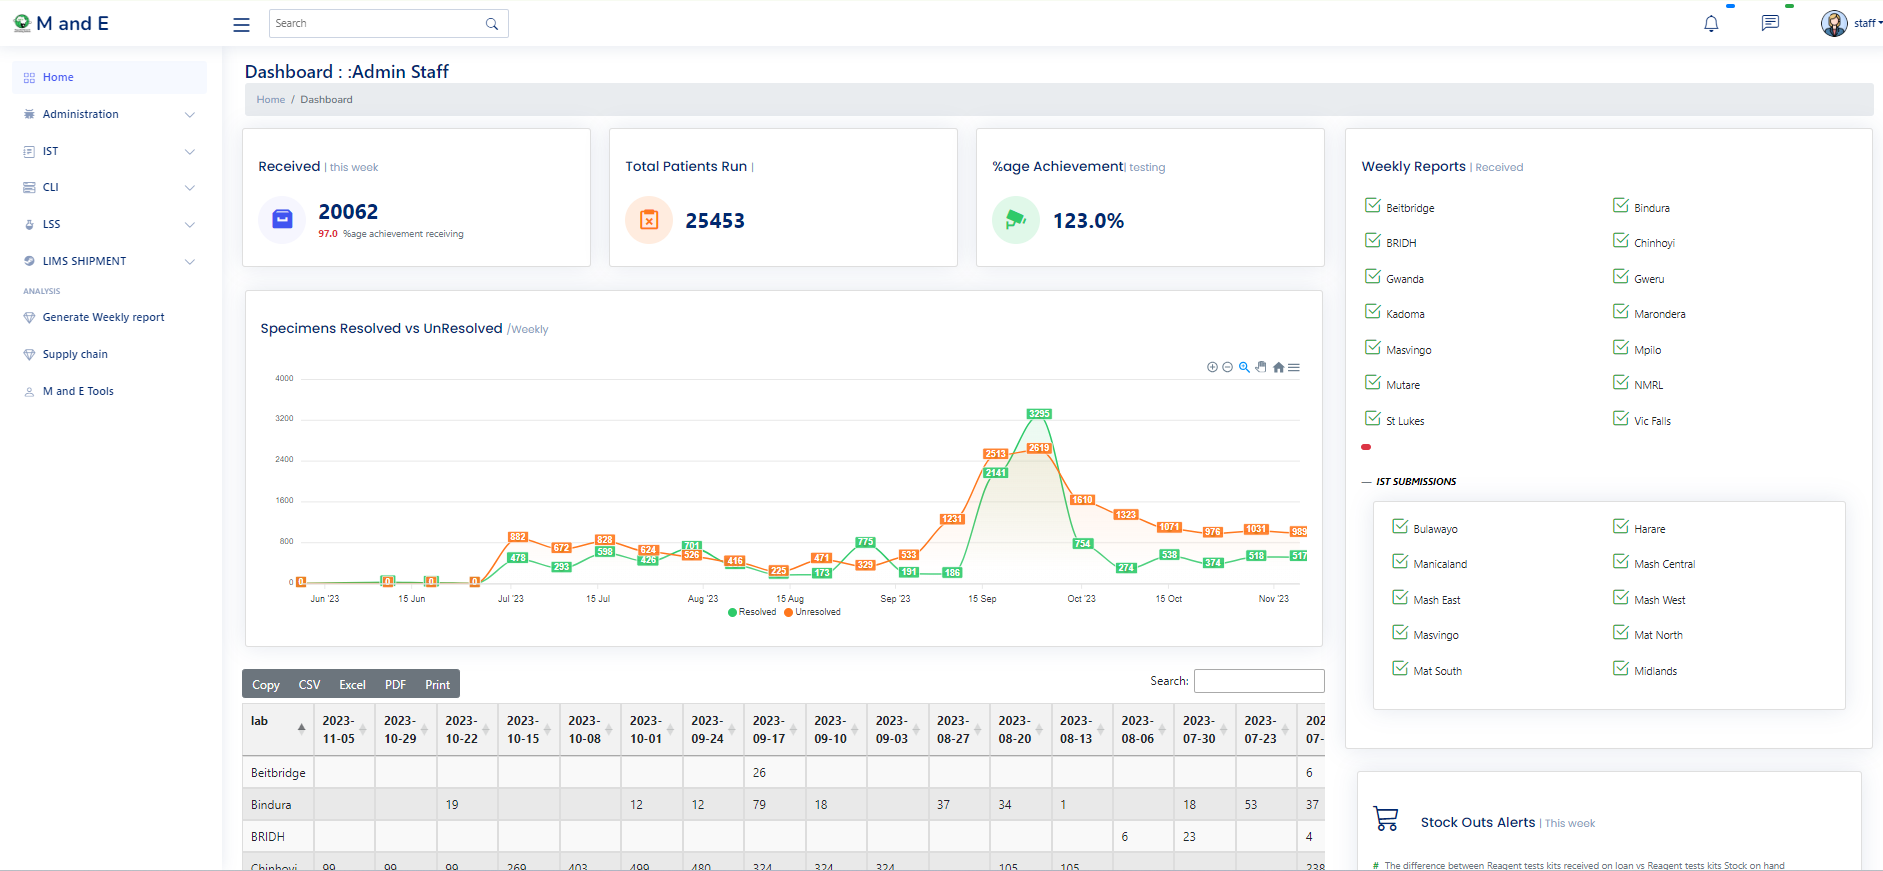 M and E
Search
staff
Home
Administration
IST
CLI
LSS
LIMS SHIPMENT
ANALYSIS
Generate Weekly report
Supply chain
M and E Tools
Dashboard : :Admin Staff
Home / Dashboard
Received | this week
20062
97.0 %age achievement receiving
Total Patients Run |
25453
%age Achievement| testing
123.0%
Specimens Resolved vs UnResolved /Weekly
4000
3200
2400
1600
800
0
0 0 0 0
882 672 828 624 526 416 225 471 329 533 1231 2513 2619 1610 1323 1071 976 1031 989
478 293 598 426 701 173 775 191 186 2141 3295 754 274 538 374 518 517
Jun '23 15 Jun Jul '23 15 Jul Aug '23 15 Aug Sep '23 15 Sep Oct '23 15 Oct Nov '23
Resolved Unresolved
Copy CSV Excel PDF Print
Search:
lab 2023-11-05 2023-10-29 2023-10-22 2023-10-15 2023-10-08 2023-10-01 2023-09-24 2023-09-17 2023-09-10 2023-09-03 2023-08-27 2023-08-20 2023-08-13 2023-08-06 2023-07-30 2023-07-23 202 07-
Beitbridge 26 6
Bindura 19 12 12 79 18 37 34 1 18 53 37
BRIDH 6 23 4
Chinhoyi 99 99 99 269 403 499 480 324 324 324 105 105 238
Weekly Reports | Received
Beitbridge Bindura
BRIDH Chinhoyi
Gwanda Gweru
Kadoma Marondera
Masvingo Mpilo
Mutare NMRL
St Lukes Vic Falls
— IST SUBMISSIONS
Bulawayo Harare
Manicaland Mash Central
Mash East Mash West
Masvingo Mat North
Mat South Midlands
Stock Outs Alerts | This week
# The difference between Reagent tests kits received on loan vs Reagent tests kits Stock on hand